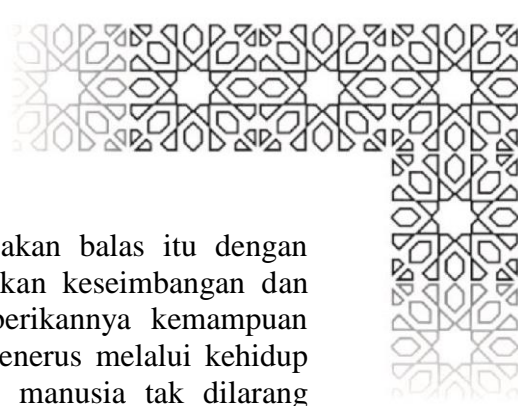 akan balas itu dengan
kan keseimbangan dan
berikannya kemampuan
enerus melalui kehidup
manusia tak dilarang